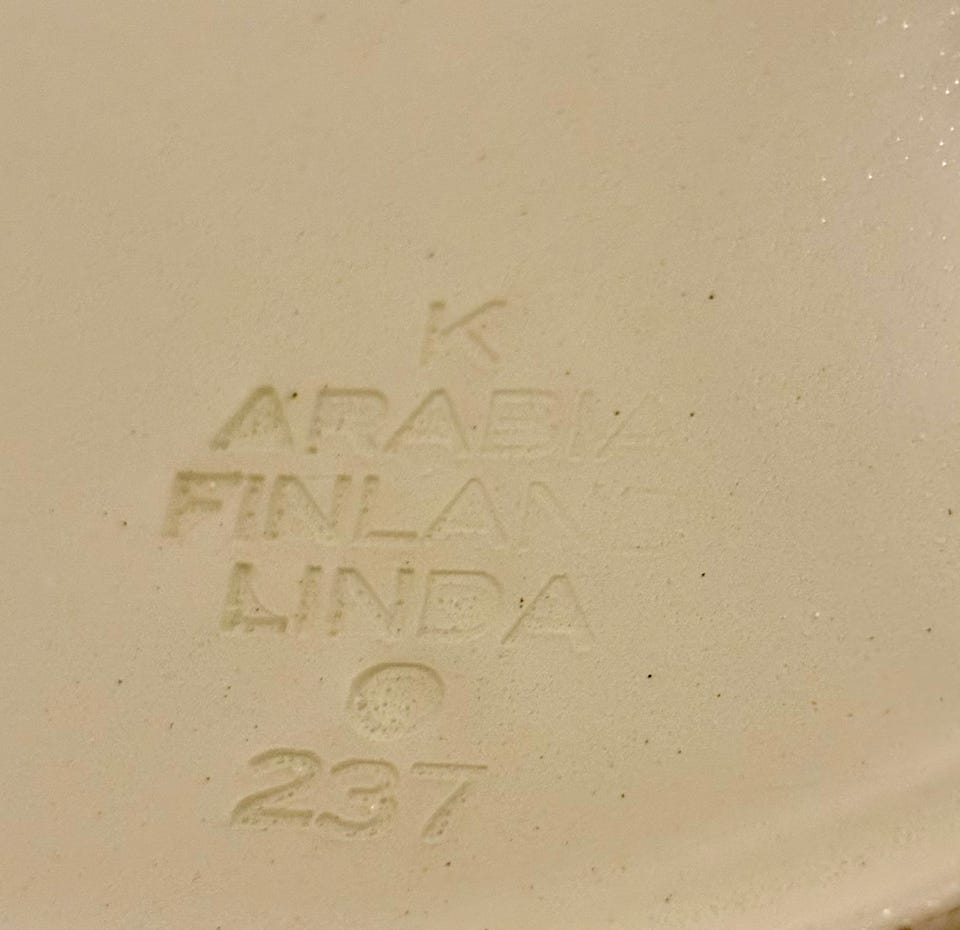 K
ARABIA
FINLAND
LINDA
O
237